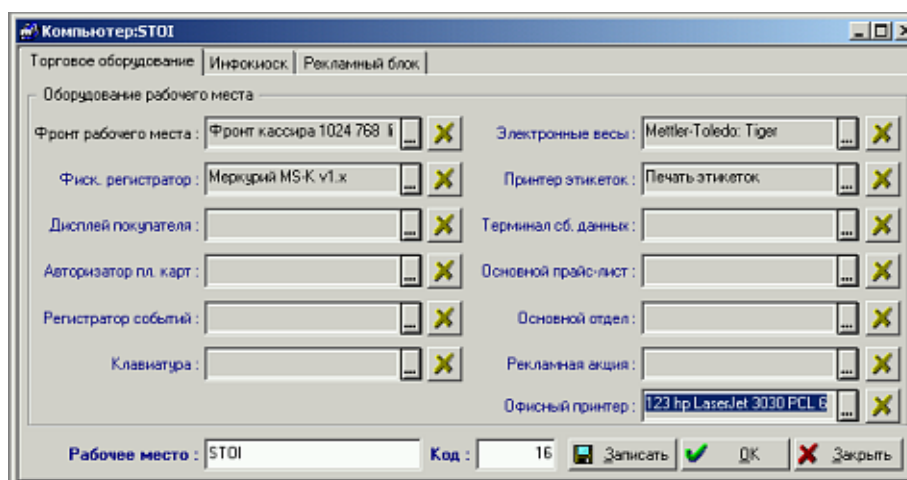 Компьютер:STOI
Торговое оборудование Инфокиоск Рекламный блок
Оборудование рабочего места
Фронт рабочего места : Фронт кассира 1024 768 ... Электронные весы : Mettler-Toledo: Tiger ...
Фиск. регистратор : Меркурий MS-K v1.x ... Принтер этикеток : Печать этикеток ...
Дисплей покупателя : ... Терминал сб. данных : ...
Авторизатор пл. карт : ... Основной прайс-лист : ...
Регистратор событий : ... Основной отдел : ...
Клавиатура : ... Рекламная акция : ...
Офисный принтер : 123 hp LaserJet 3030 PCL 6 ...
Рабочее место : STOI Код : 16 Записать OK Закрыть